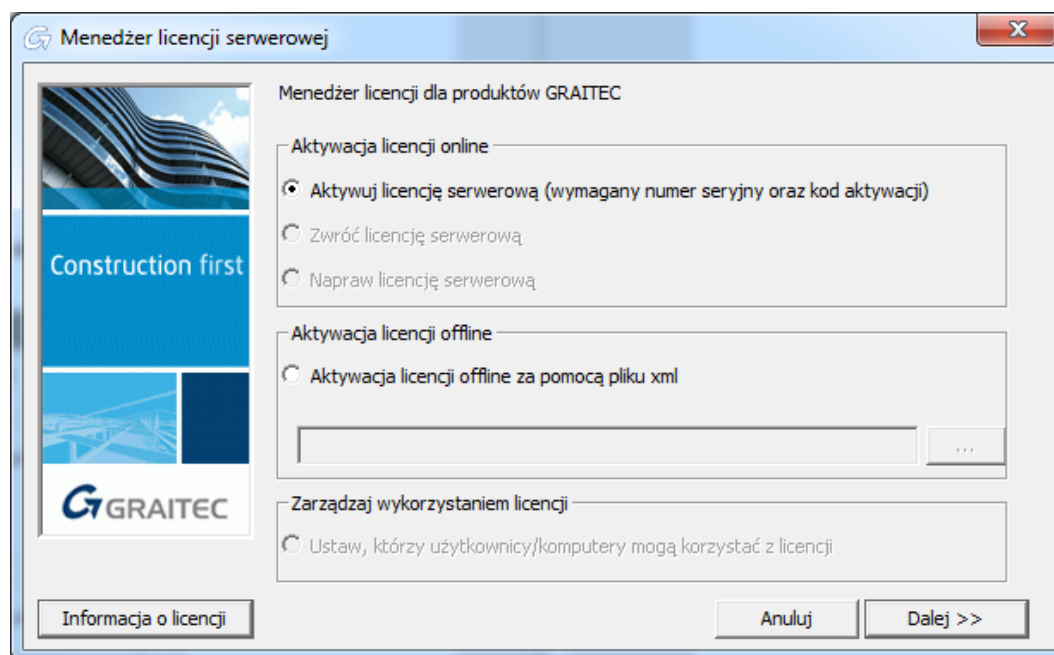 Menedżer licencji serwerowej
Menedżer licencji dla produktów GRAITEC
Aktywacja licencji online
Aktywuj licencję serwerową (wymagany numer seryjny oraz kod aktywacji)
Zwróć licencję serwerową
Napraw licencję serwerową
Construction first
Aktywacja licencji offline
Aktywacja licencji offline za pomocą pliku xml
...
GRAITEC
Zarządzaj wykorzystaniem licencji
Ustaw, którzy użytkownicy/komputery mogą korzystać z licencji
Informacja o licencji
Anuluj
Dalej >>